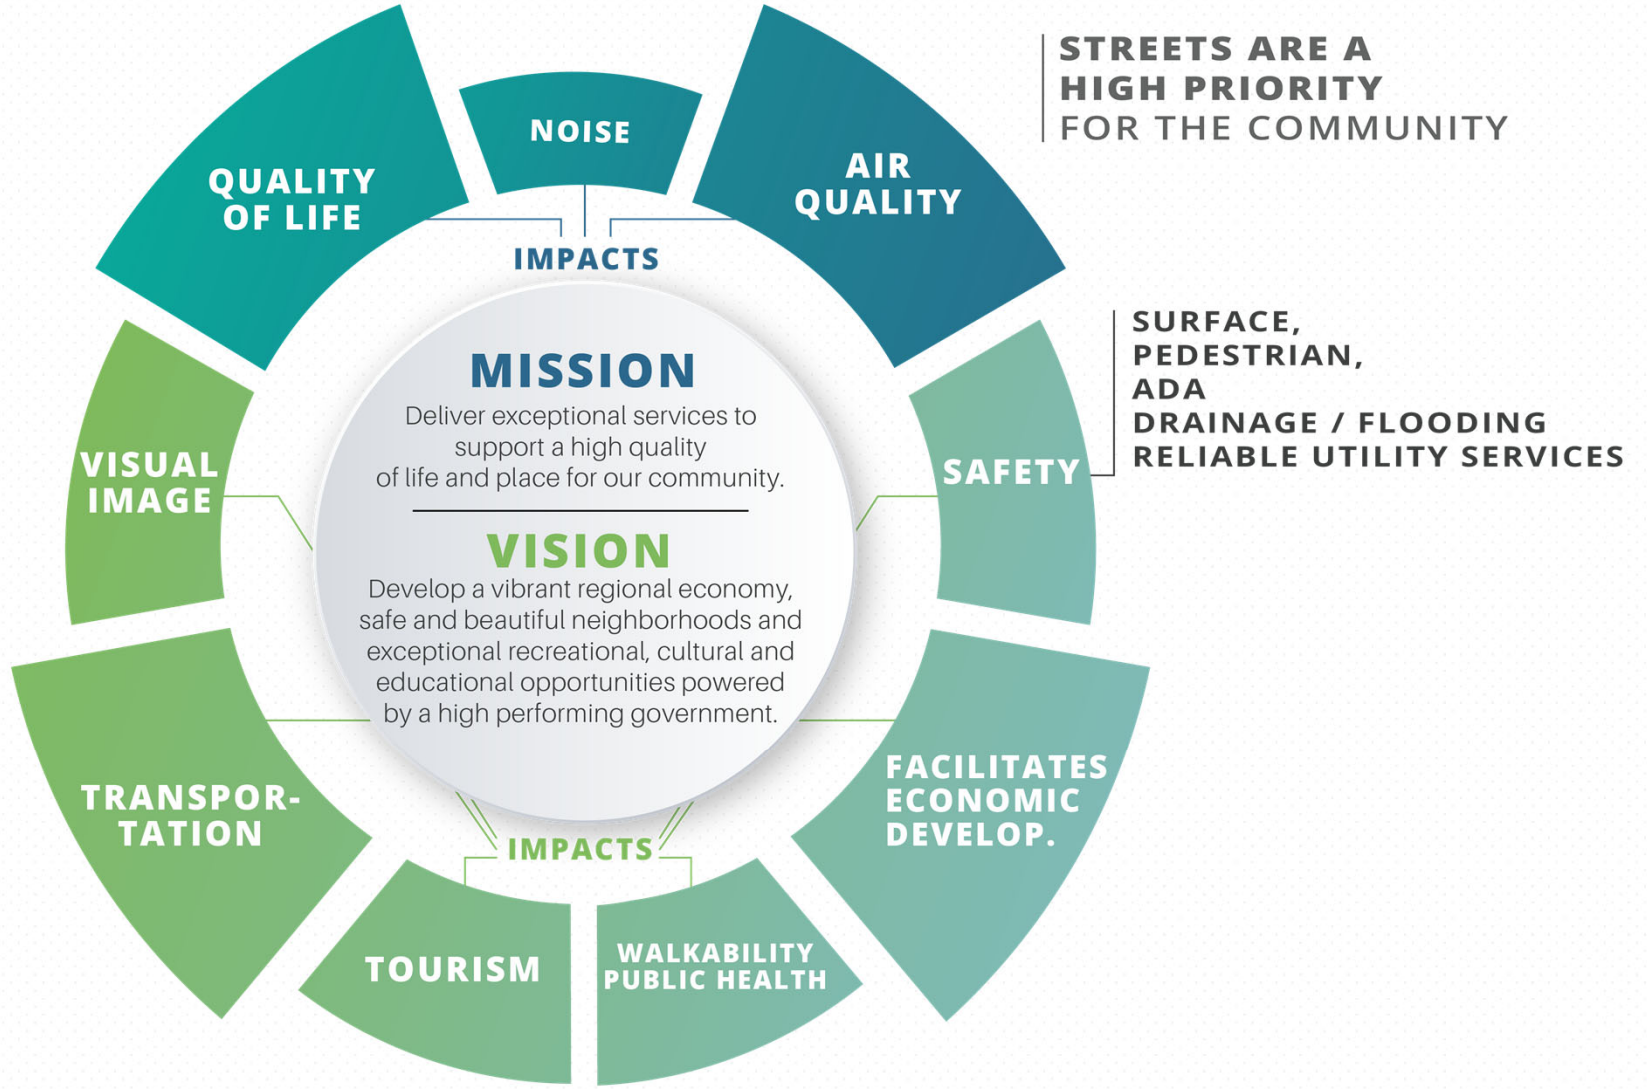 STREETS ARE A
HIGH PRIORITY
FOR THE COMMUNITY
NOISE
QUALITY
OF LIFE
AIR
QUALITY
IMPACTS
SURFACE,
PEDESTRIAN,
ADA
DRAINAGE / FLOODING
RELIABLE UTILITY SERVICES
MISSION
Deliver exceptional services to
support a high quality
of life and place for our community.
VISUAL
IMAGE
SAFETY
VISION
Develop a vibrant regional economy,
safe and beautiful neighborhoods and
exceptional recreational, cultural and
educational opportunities powered
by a high performing government.
TRANSPOR-
TATION
FACILITATES
ECONOMIC
DEVELOP.
IMPACTS
TOURISM
WALKABILITY
PUBLIC HEALTH